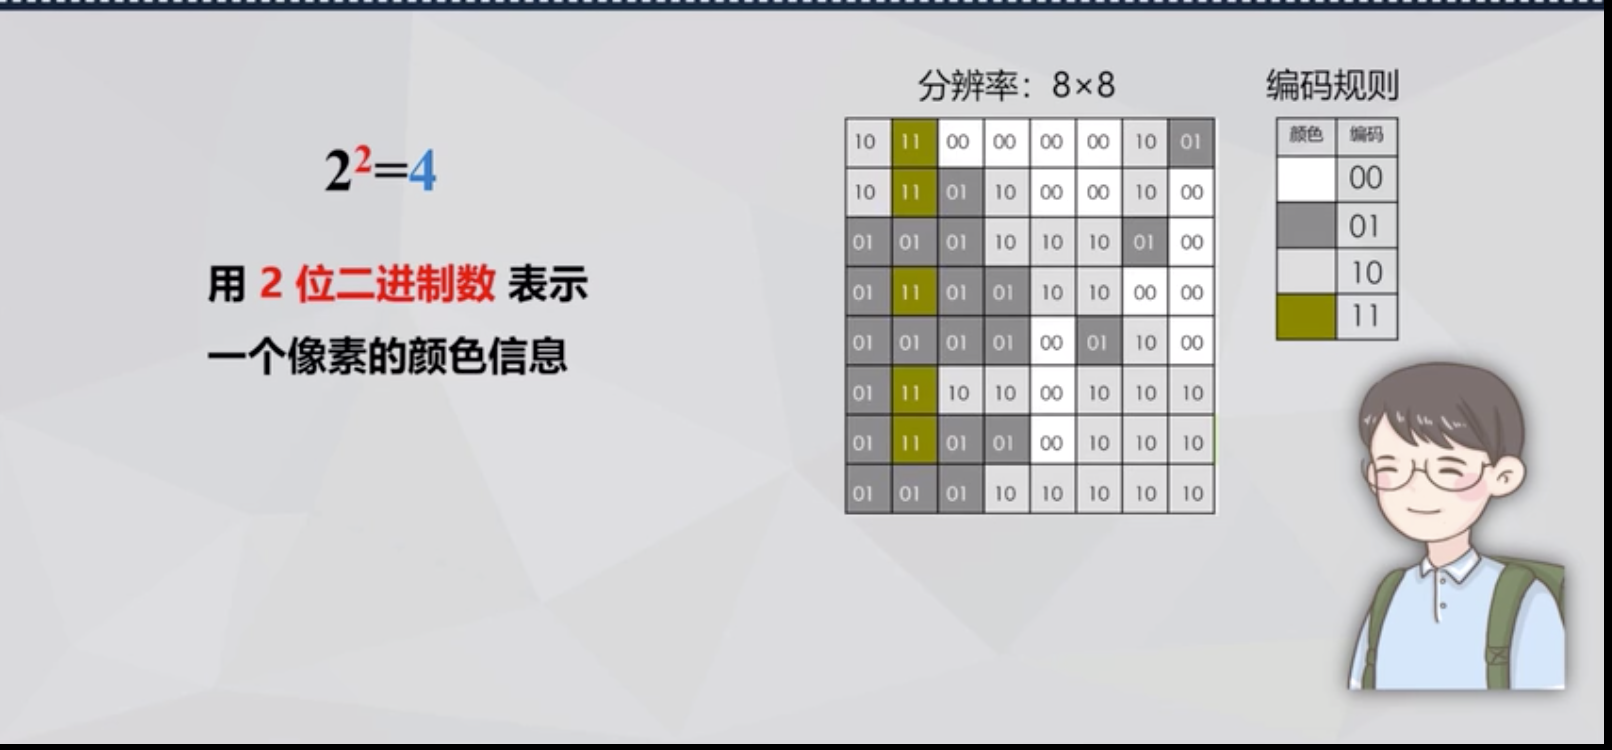 2²=4
用 2 位二进制数 表示
一个像素的颜色信息
分辨率：8×8
10 11 00 00 00 00 10 01
10 11 01 10 00 00 10 00
01 01 01 10 10 10 01 00
01 11 01 01 10 10 00 00
01 01 01 01 00 01 10 00
01 11 10 10 00 10 10 10
01 11 01 01 00 10 10 10
01 01 01 10 10 10 10 10
编码规则
颜色 编码
00
01
10
11